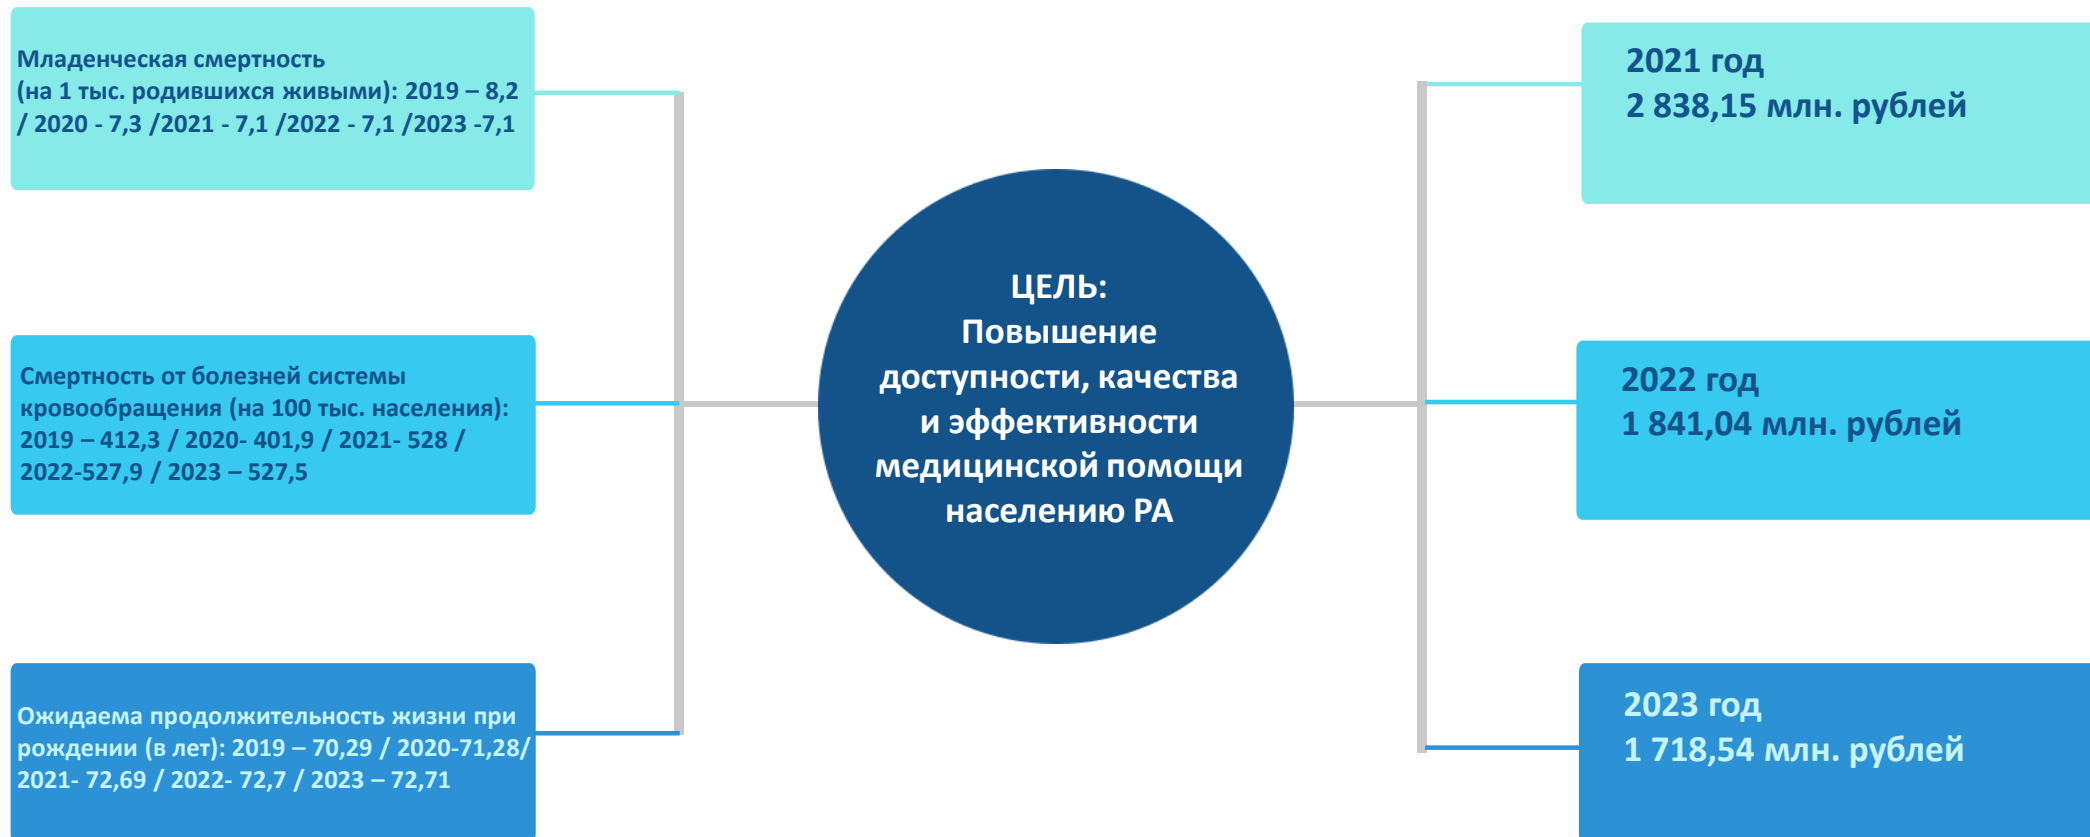 Младенческая смертность
(на 1 тыс. родившихся живыми): 2019 – 8,2
/ 2020 - 7,3 /2021 - 7,1 /2022 - 7,1 /2023 -7,1
Смертность от болезней системы
кровообращения (на 100 тыс. населения):
2019 – 412,3 / 2020- 401,9 / 2021- 528 /
2022-527,9 / 2023 – 527,5
Ожидаема продолжительность жизни при
рождении (в лет): 2019 – 70,29 / 2020-71,28/
2021- 72,69 / 2022- 72,7 / 2023 – 72,71
ЦЕЛЬ:
Повышение
доступности, качества
и эффективности
медицинской помощи
населению РА
2021 год
2 838,15 млн. рублей
2022 год
1 841,04 млн. рублей
2023 год
1 718,54 млн. рублей